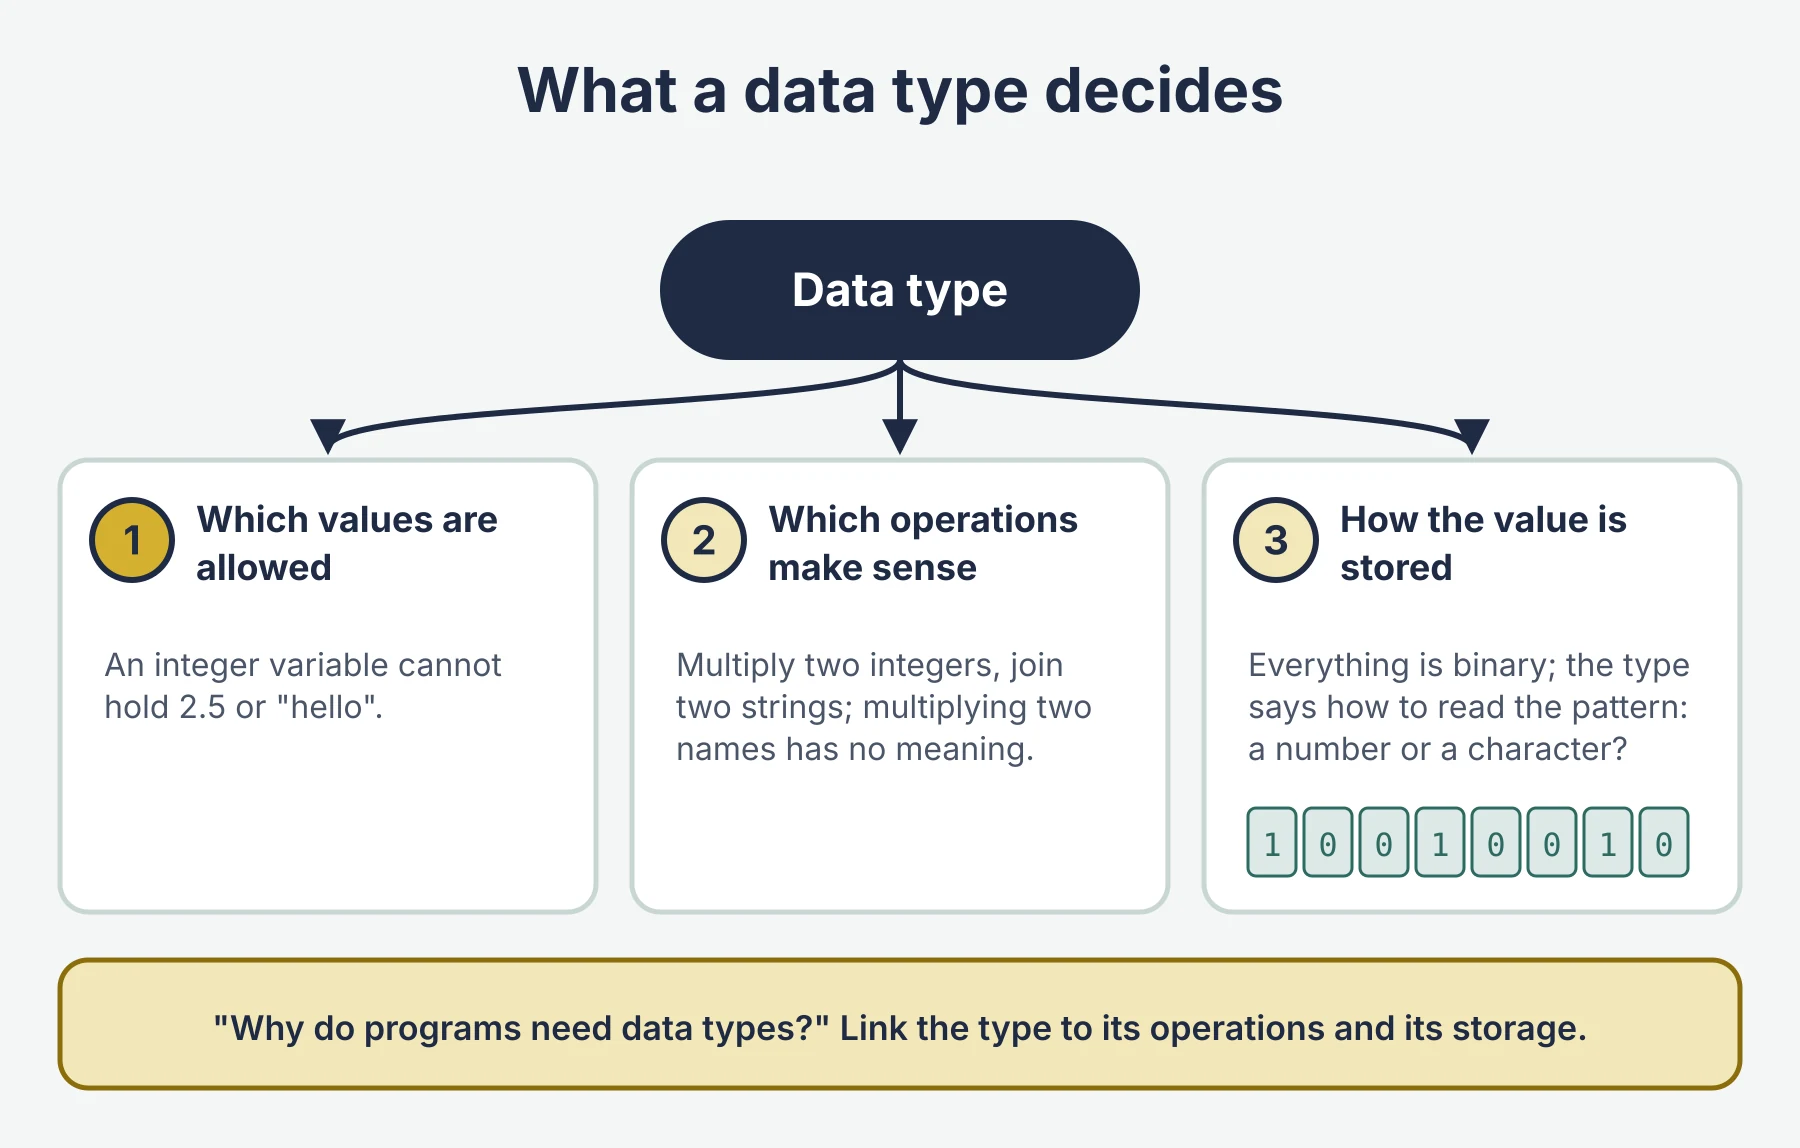 What a data type decides
Data type
1
Which values are
allowed
An integer variable cannot
hold 2.5 or "hello".
2
Which operations
make sense
Multiply two integers, join
two strings; multiplying two
names has no meaning.
3
How the value is
stored
Everything is binary; the type
says how to read the pattern:
a number or a character?
1 0 0 1 0 0 1 0
"Why do programs need data types?" Link the type to its operations and its storage.